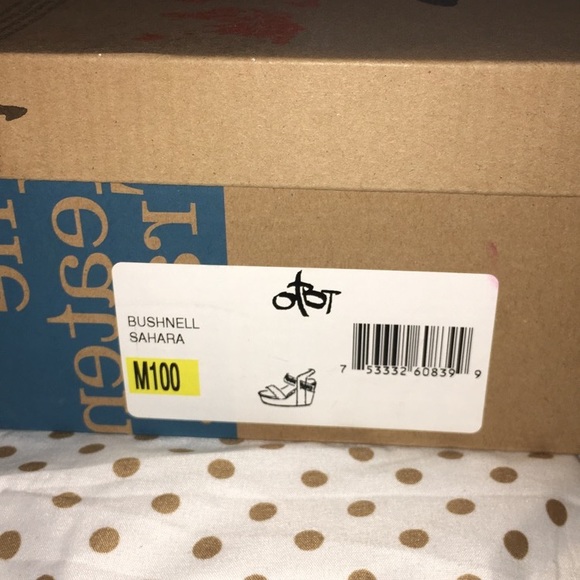 OTBT
BUSHNELL
SAHARA
M100
7 53332 60839 9